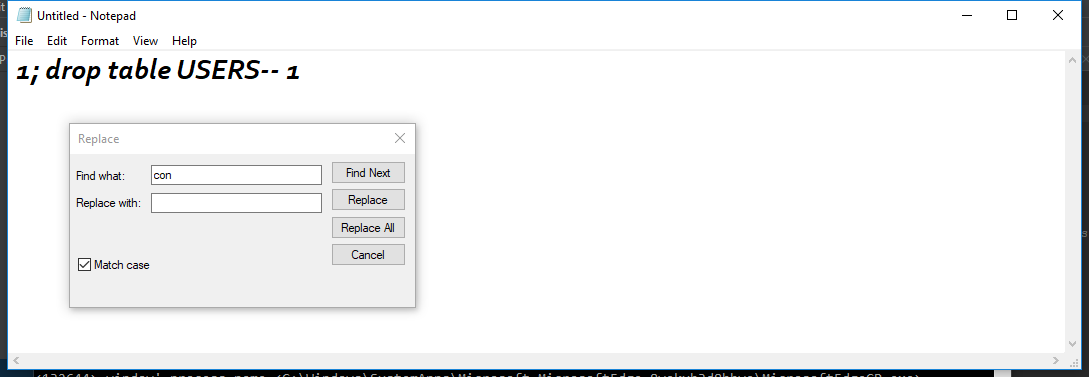 Untitled - Notepad
File Edit Format View Help
1; drop table USERS-- 1
Replace
Find what: con Find Next
Replace with: Replace
Replace All
Cancel
Match case